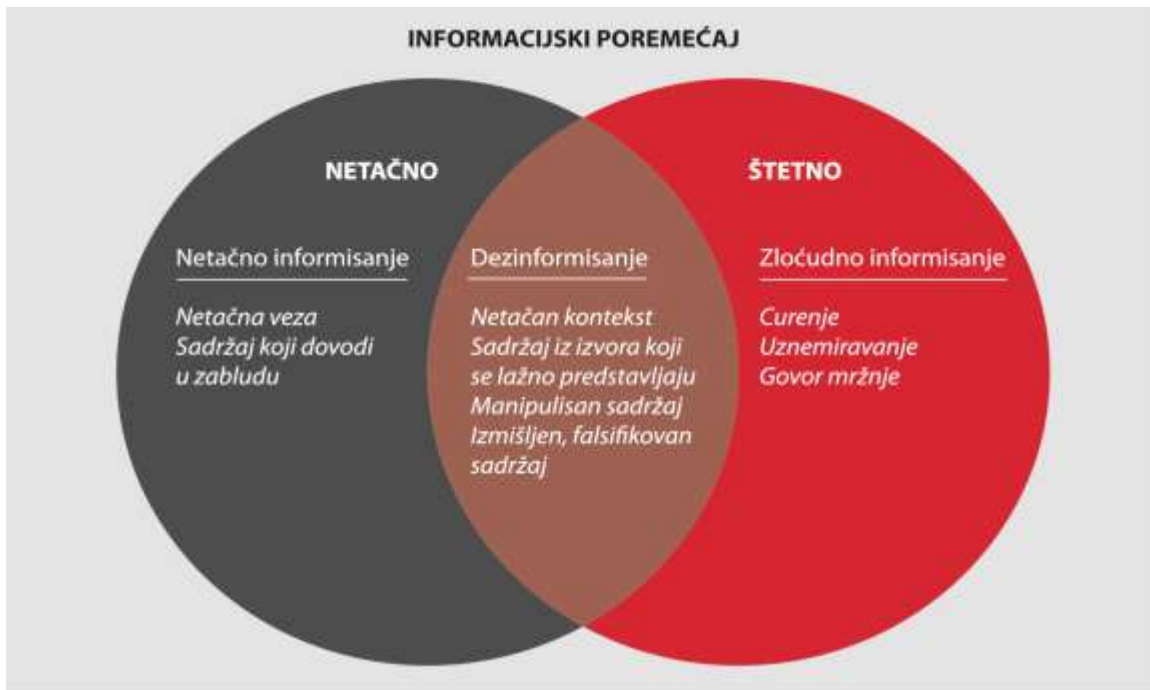 INFORMACIJSKI POREMEĆAJ
NETAČNO
Netačno informisanje
Netačna veza
Sadržaj koji dovodi
u zabludu
Dezinformisanje
Netačan kontekst
Sadržaj iz izvora koji
se lažno predstavljaju
Manipulisan sadržaj
Izmišljen, falsifikovan
sadržaj
ŠTETNO
Zloćudno informisanje
Curenje
Uznemiravanje
Govor mržnje